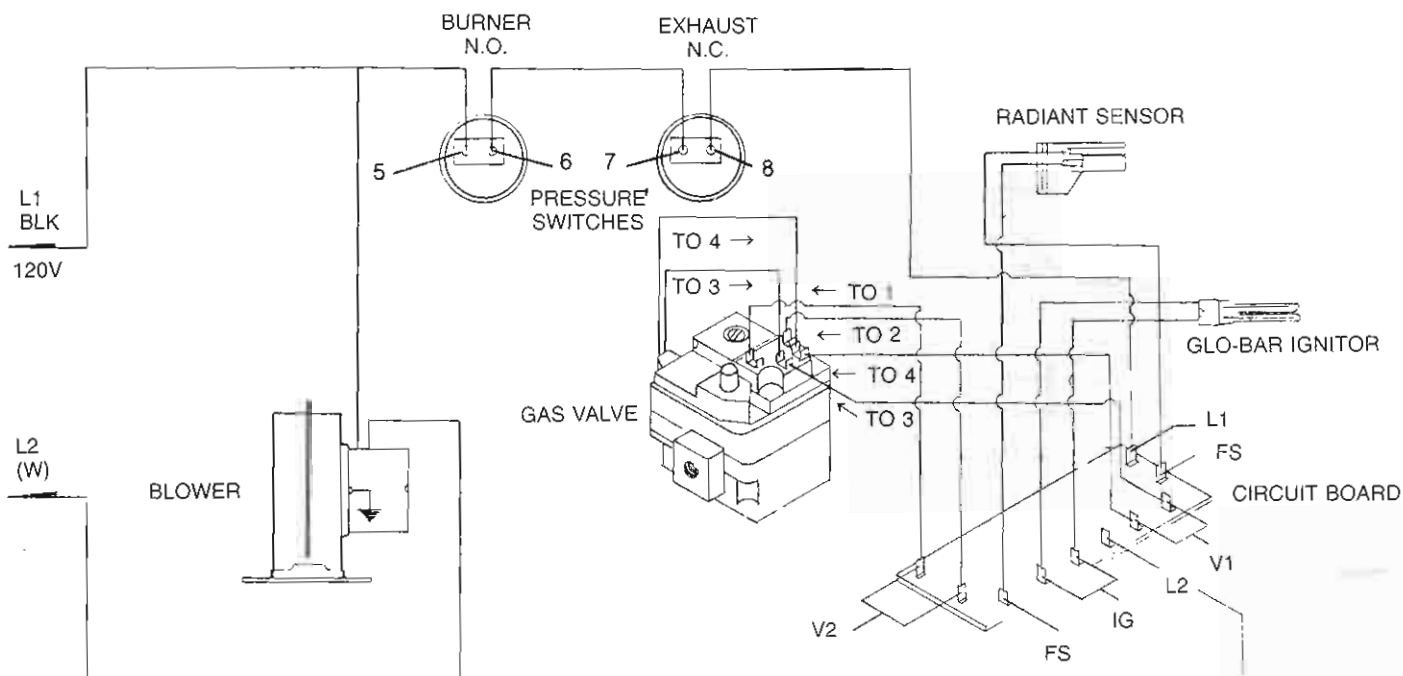 BURNER
N.O.
EXHAUST
N.C.
RADIANT SENSOR
5
6
7
8
L1
BLK
120V
PRESSURE
SWITCHES
TO 4 →
TO 3 →
← TO 1
← TO 2
← TO 4
← TO 3
GLO-BAR IGNITOR
GAS VALVE
L1
FS
L2
(W)
BLOWER
CIRCUIT BOARD
V1
L2
IG
V2
FS